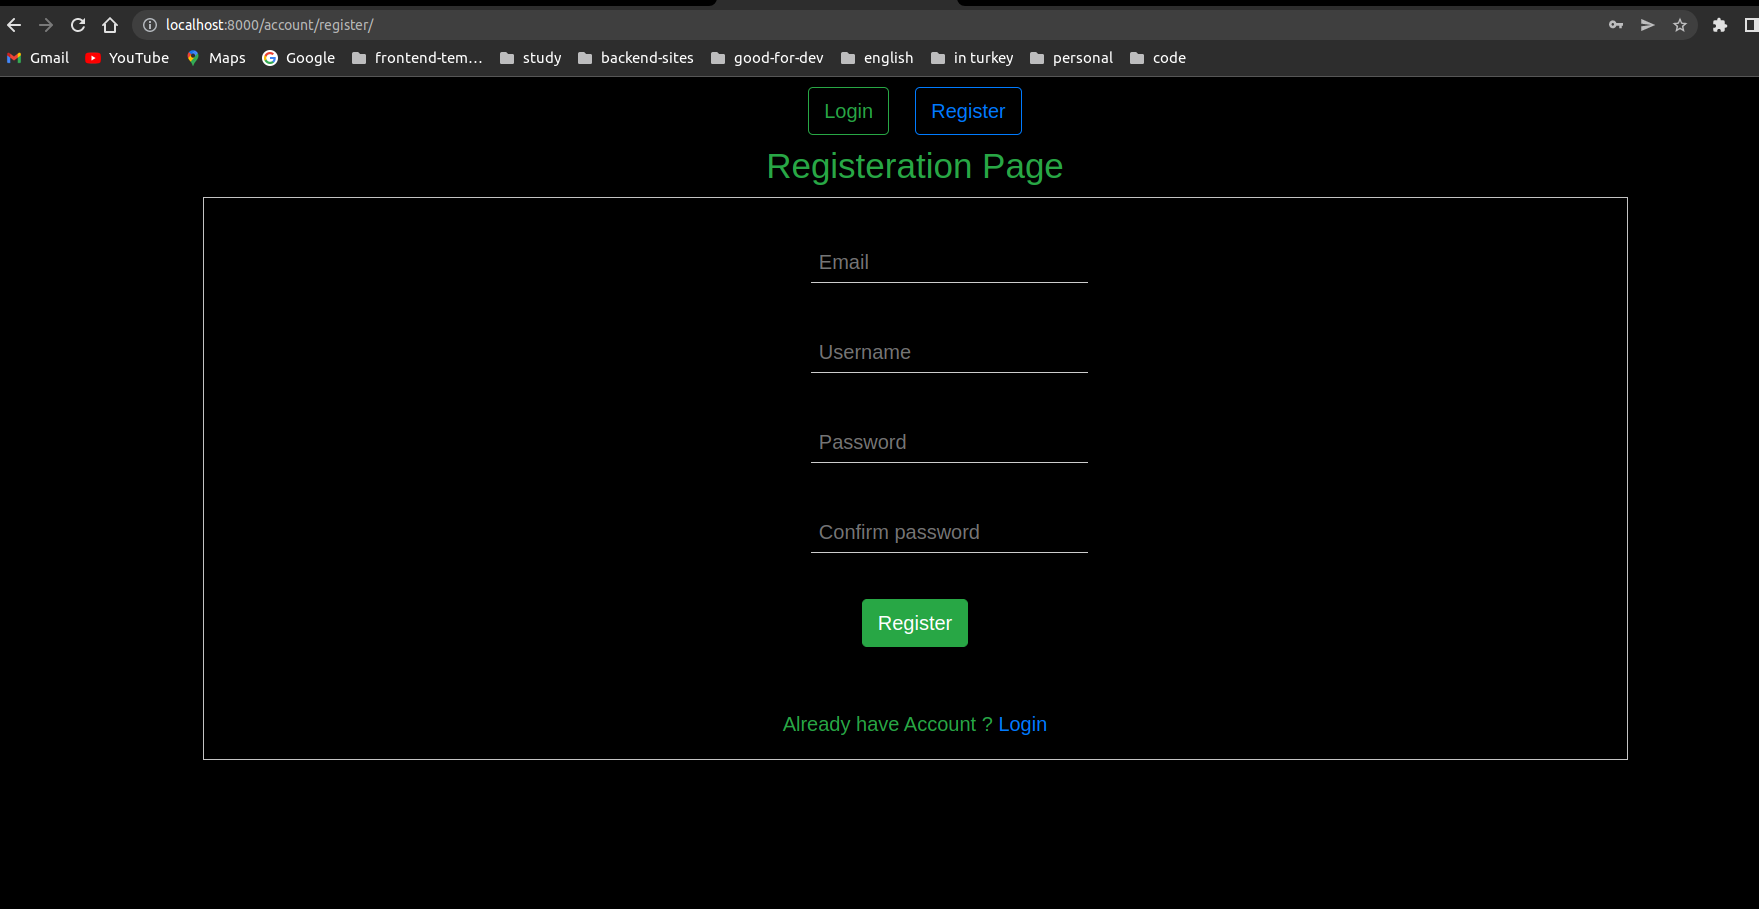 localhost:8000/account/register/
Gmail YouTube Maps Google frontend-tem... study backend-sites good-for-dev english in turkey personal code
Login Register
Registeration Page
Email
Username
Password
Confirm password
Register
Already have Account ? Login